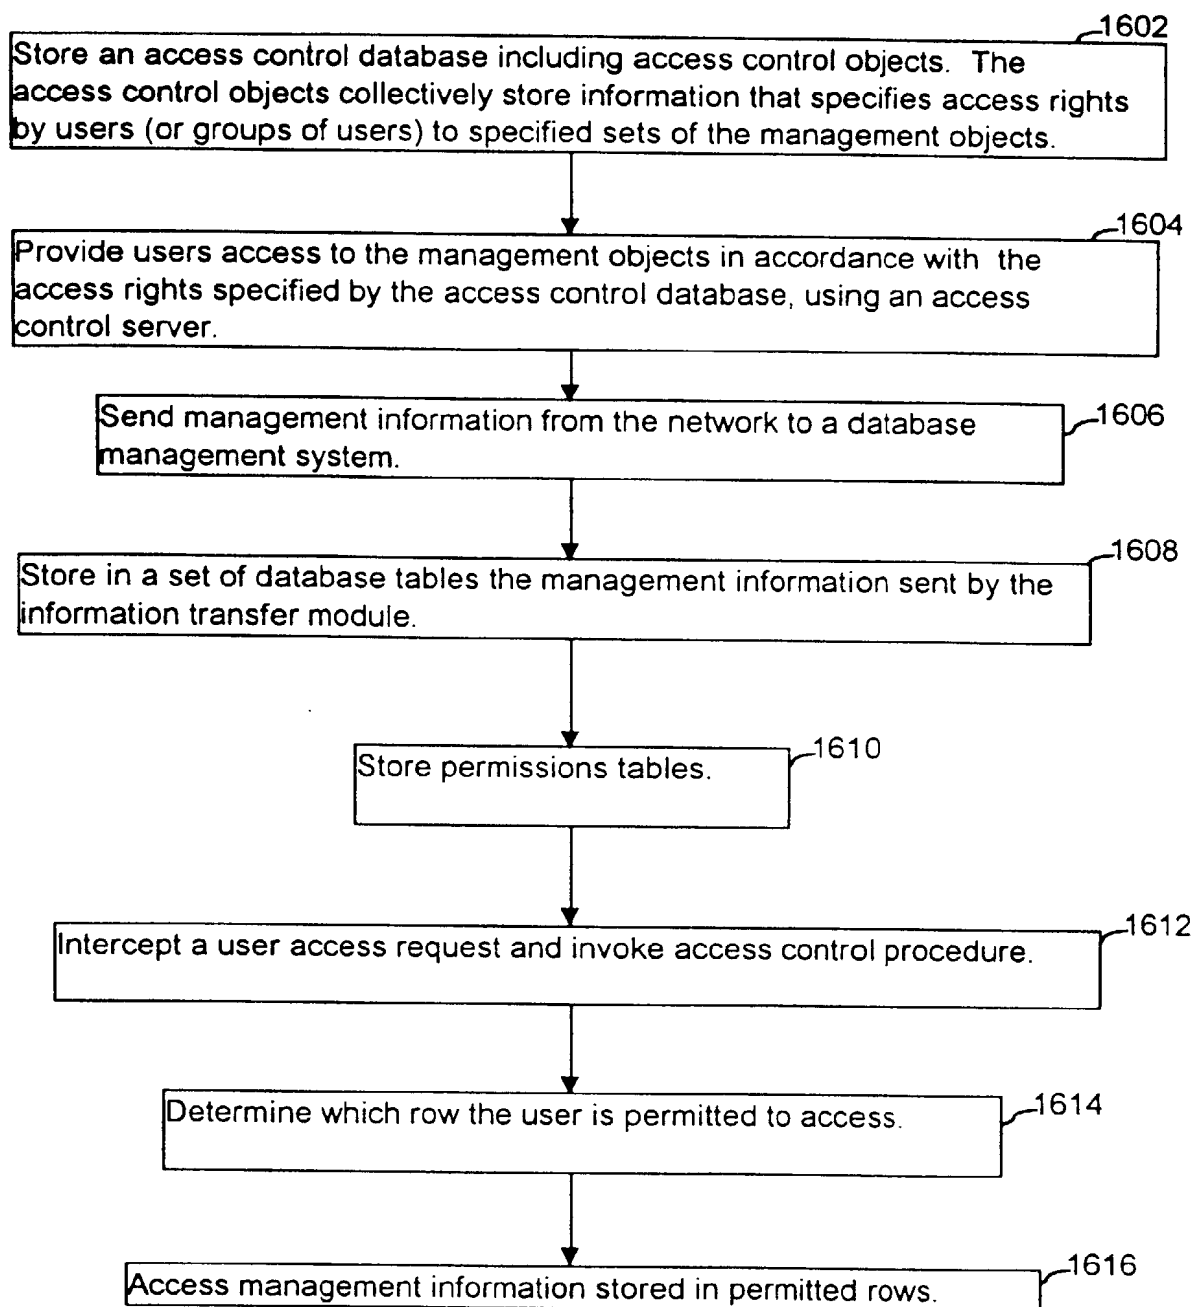 1602
Store an access control database including access control objects. The
access control objects collectively store information that specifies access rights
by users (or groups of users) to specified sets of the management objects.
1604
Provide users access to the management objects in accordance with the
access rights specified by the access control database, using an access
control server.
1606
Send management information from the network to a database
management system.
1608
Store in a set of database tables the management information sent by the
information transfer module.
1610
Store permissions tables.
1612
Intercept a user access request and invoke access control procedure.
1614
Determine which row the user is permitted to access.
1616
Access management information stored in permitted rows.